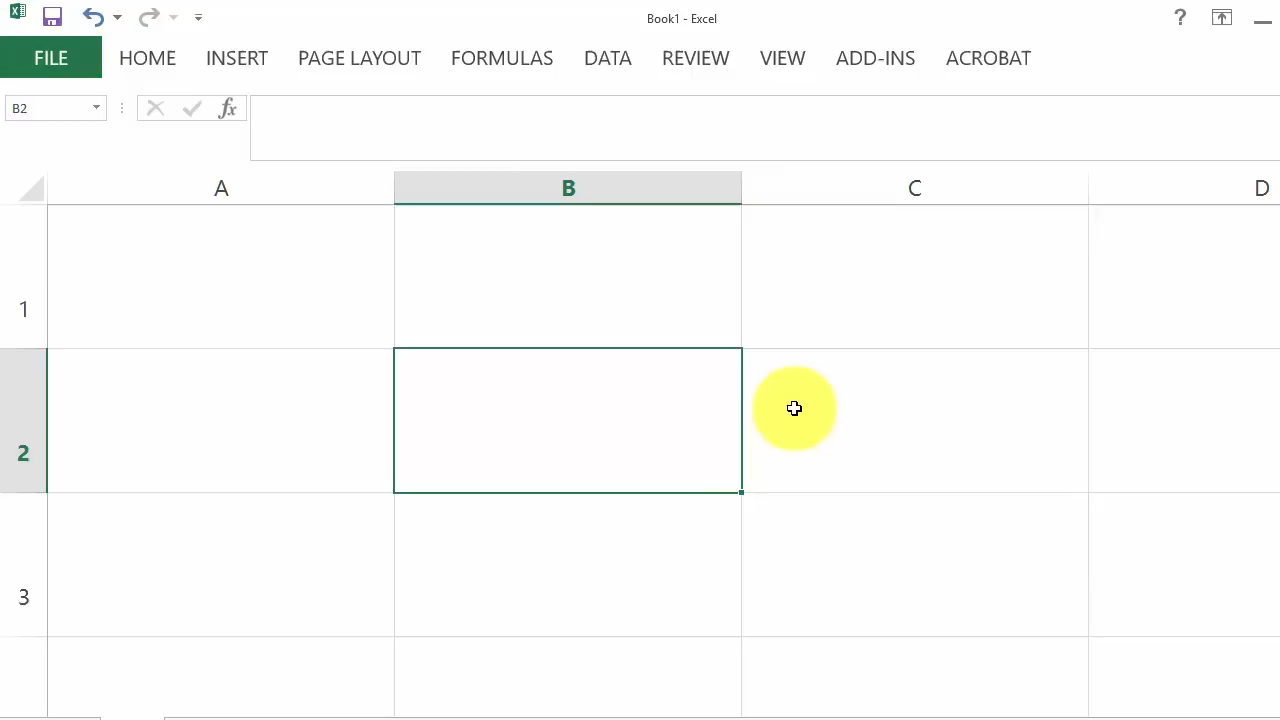 Book1 - Excel
?
FILE HOME INSERT PAGE LAYOUT FORMULAS DATA REVIEW VIEW ADD-INS ACROBAT
B2 fx
A B C D
1
2
3